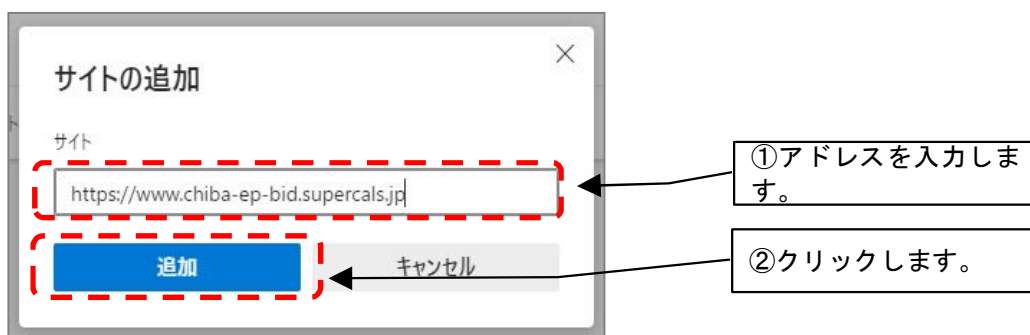 サイトの追加
サイト
https://www.chiba-ep-bid.supercals.jp
追加
キャンセル
①アドレスを入力しま
す。
②クリックします。